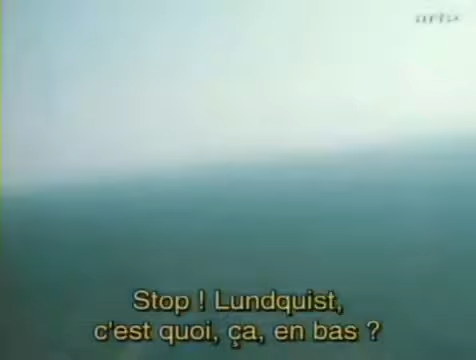 Stop ! Lundquist,
c'est quoi, ça, en bas ?